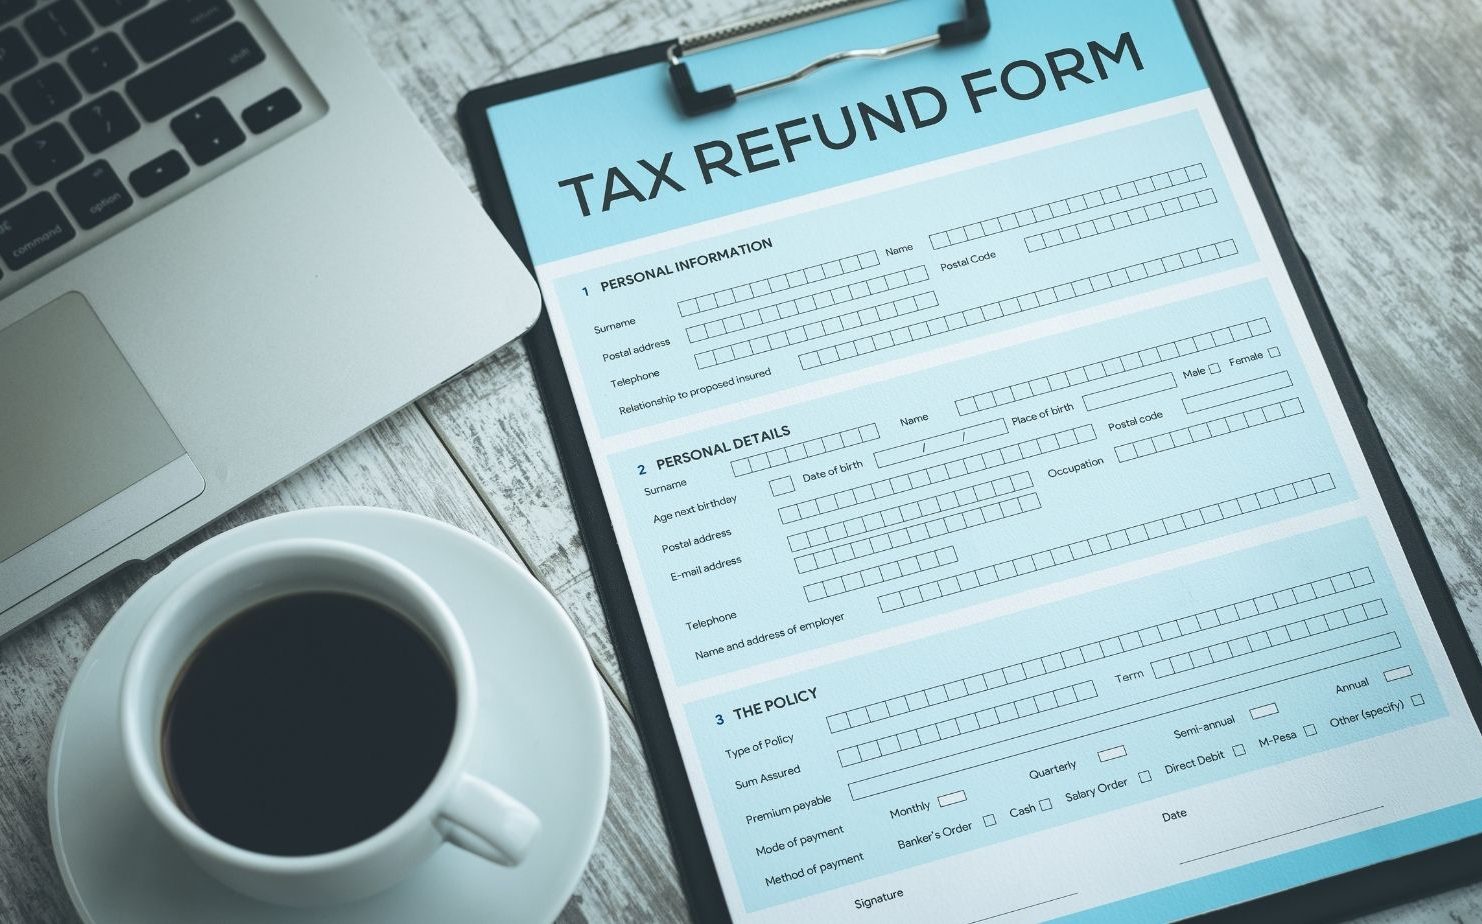 return
shift
option
command
TAX REFUND FORM
1 PERSONAL INFORMATION
Surname
Name
Postal address
Postal Code
Telephone
Relationship to proposed insured
2 PERSONAL DETAILS
Surname
Name
Age next birthday
Date of birth / /
Place of birth
Male
Female
Postal address
Postal code
E-mail address
Occupation
Telephone
Name and address of employer
3 THE POLICY
Type of Policy
Sum Assured
Term
Premium payable
Mode of payment
Monthly
Quarterly
Semi-annual
Annual
Method of payment
Banker's Order
Cash
Salary Order
Direct Debit
M-Pesa
Other (specify)
Signature
Date